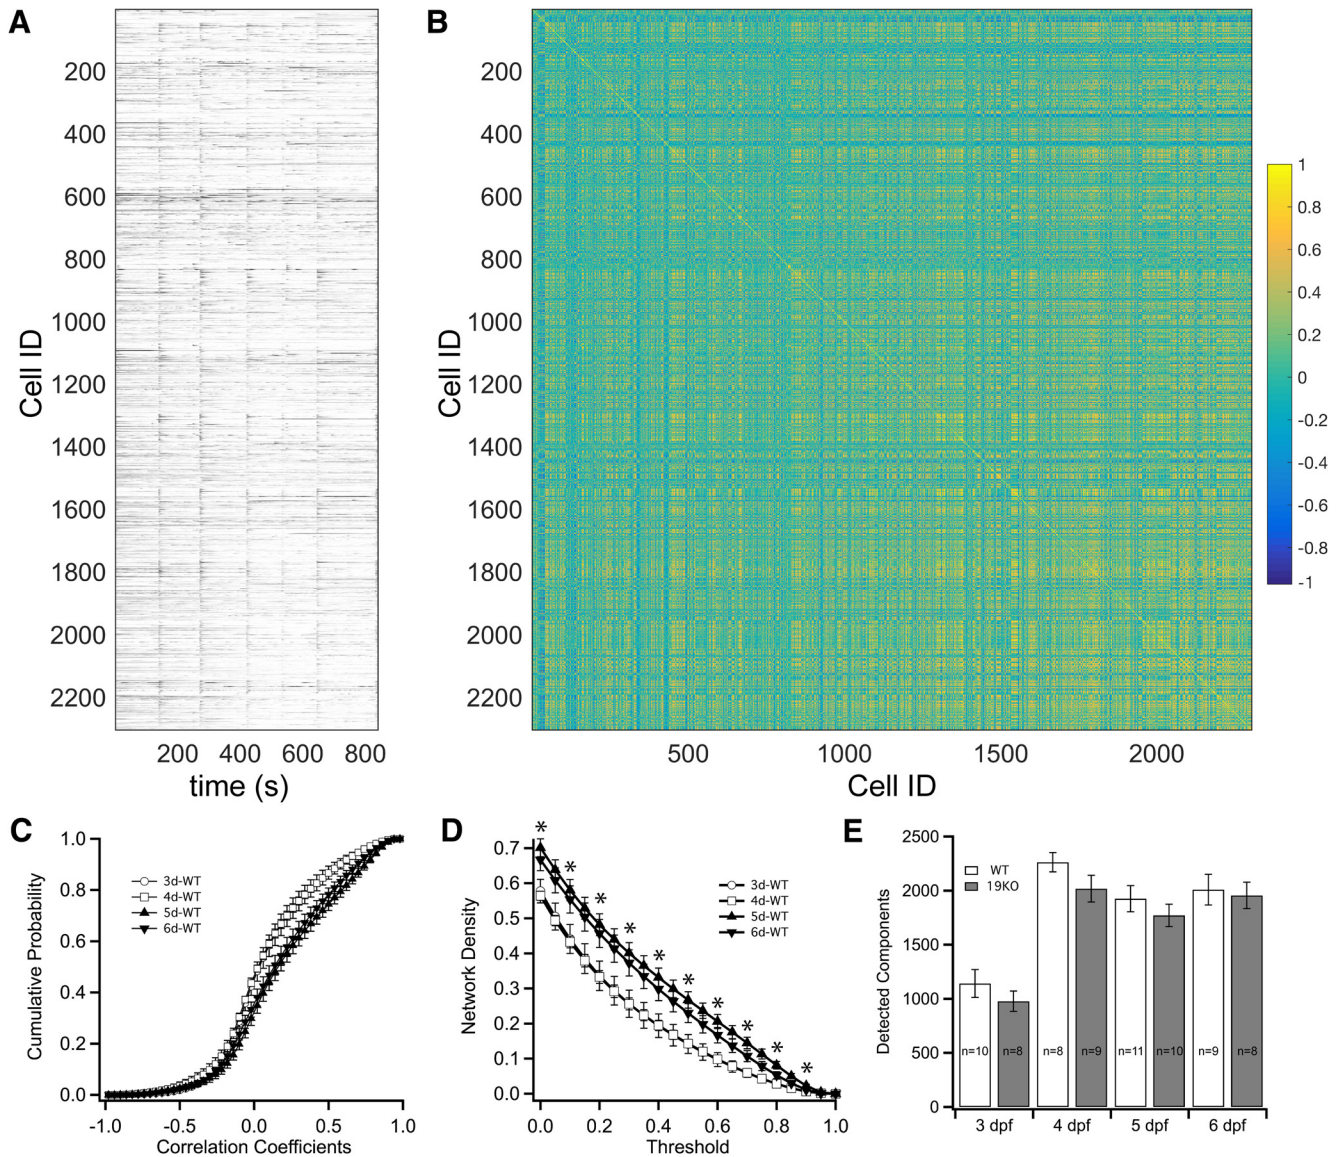 A
200
400
600
800
1000
1200
1400
1600
1800
2000
2200
Cell ID
200 400 600 800
time (s)
B
200
400
600
800
1000
1200
1400
1600
1800
2000
2200
Cell ID
500 1000 1500 2000
Cell ID
1
0.8
0.6
0.4
0.2
0
-0.2
-0.4
-0.6
-0.8
-1
C
1.0
0.8
0.6
0.4
0.2
0.0
Cumulative Probability
3d-WT
4d-WT
5d-WT
6d-WT
-1.0 -0.5 0.0 0.5 1.0
Correlation Coefficients
D
0.7
0.6
0.5
0.4
0.3
0.2
0.1
0.0
Network Density
* * * * * * * * * *
3d-WT
4d-WT
5d-WT
6d-WT
0.0 0.2 0.4 0.6 0.8 1.0
Threshold
E
2500
2000
1500
1000
500
0
Detected Components
WT
19KO
n=10 n=8 n=8 n=9 n=11 n=10 n=9 n=8
3 dpf 4 dpf 5 dpf 6 dpf